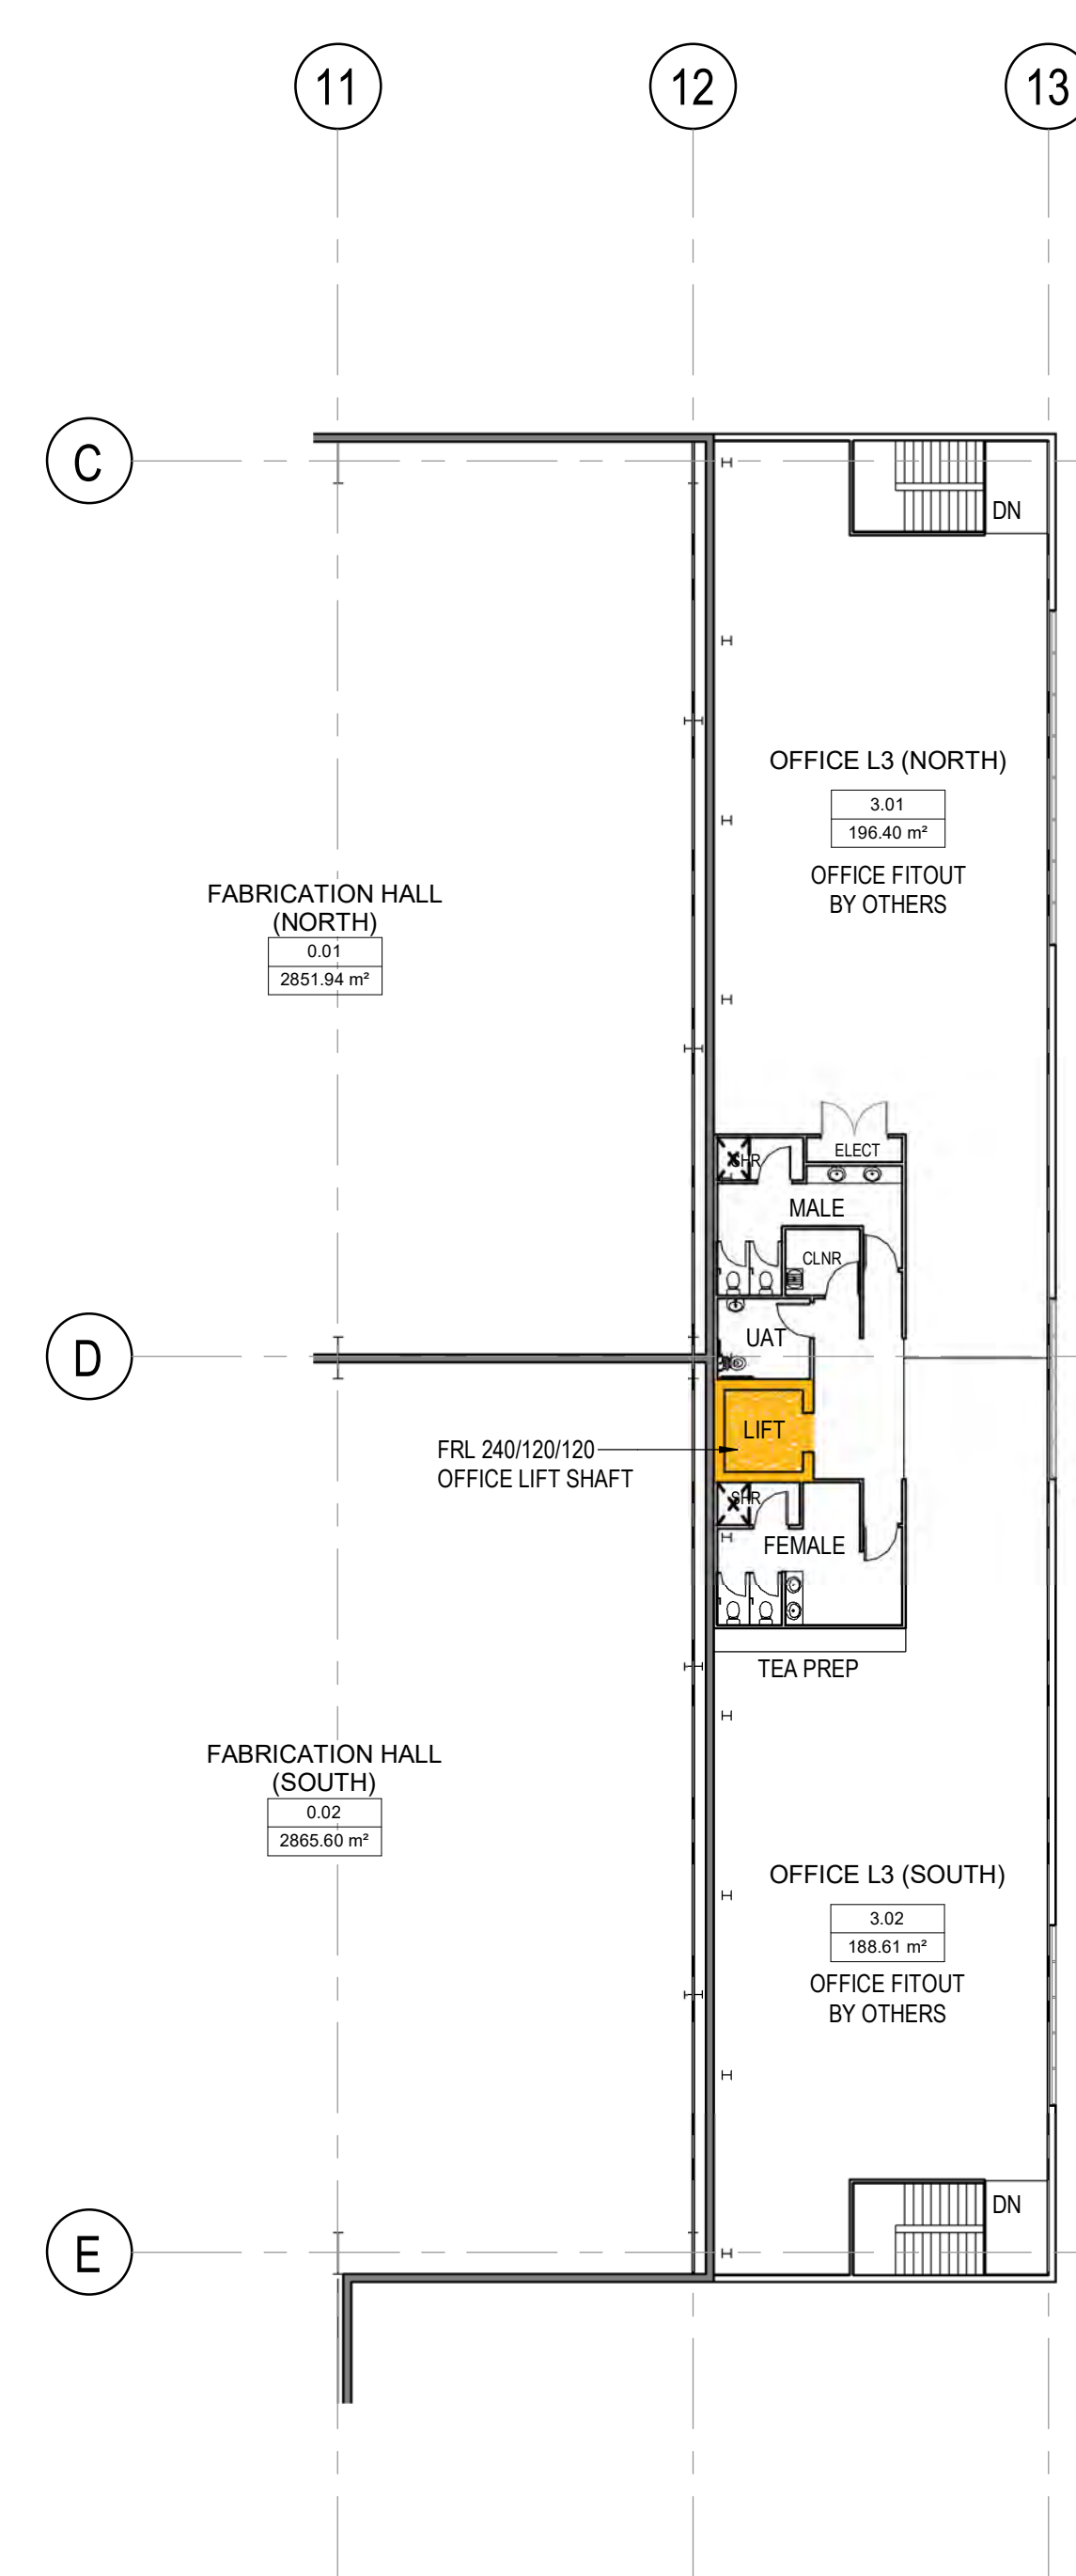 11
12
13
C
DN
OFFICE L3 (NORTH)
3.01
196.40 m²
OFFICE FITOUT
BY OTHERS
FABRICATION HALL
(NORTH)
0.01
2851.94 m²
ELECT
SHR
MALE
CLNR
UAT
D
LIFT
FRL 240/120/120
OFFICE LIFT SHAFT
SHR
FEMALE
TEA PREP
FABRICATION HALL
(SOUTH)
0.02
2865.60 m²
OFFICE L3 (SOUTH)
3.02
188.61 m²
OFFICE FITOUT
BY OTHERS
DN
E